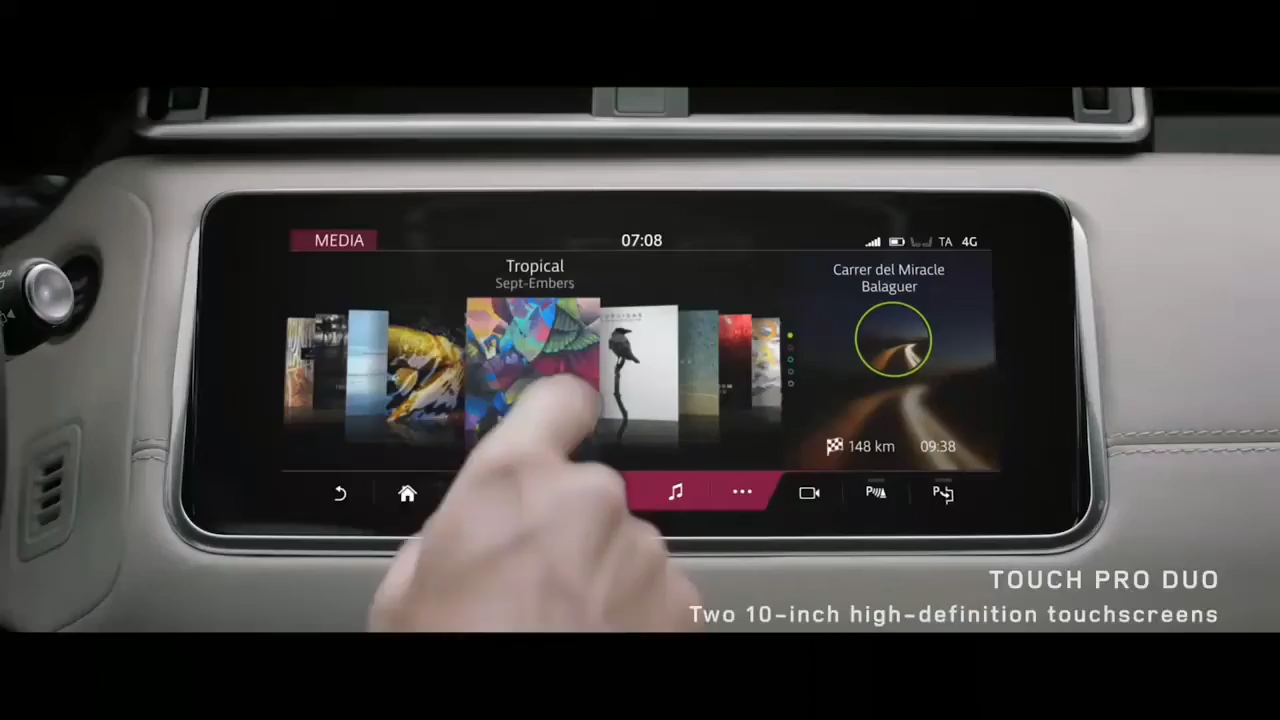 MEDIA
07:08
TA 4G
Tropical
Sept-Embers
Carrer del Miracle
Balaguer
148 km
09:38
TOUCH PRO DUO
Two 10-inch high-definition touchscreens